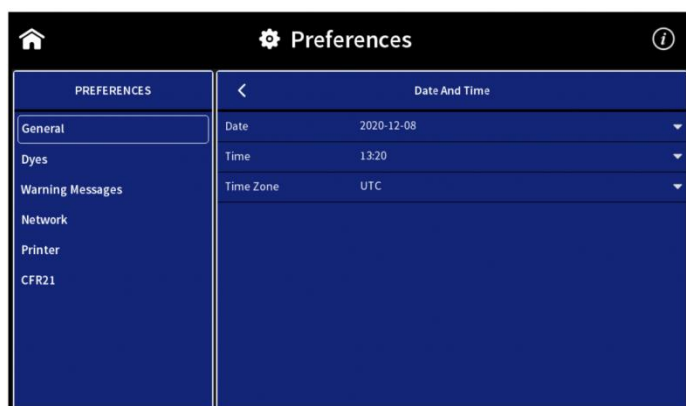 Preferences
PREFERENCES
General
Dyes
Warning Messages
Network
Printer
CFR21
Date And Time
Date 2020-12-08
Time 13:20
Time Zone UTC